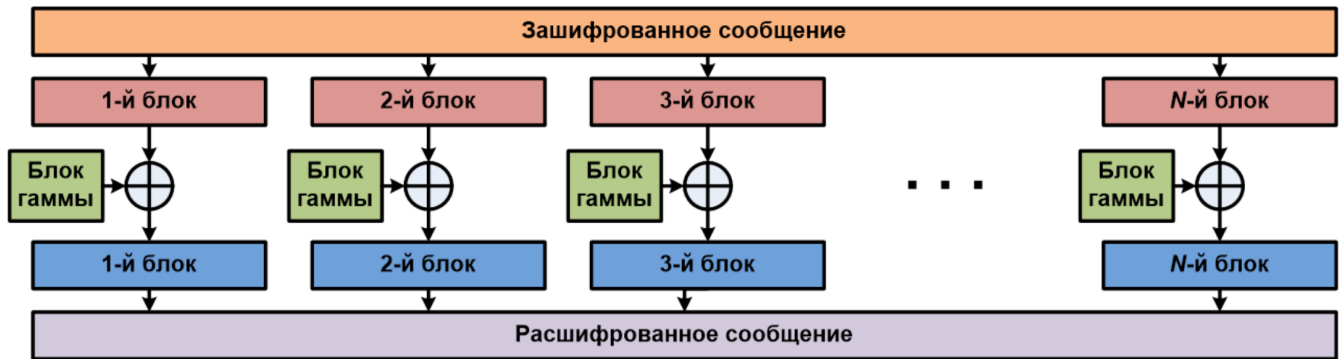 Зашифрованное сообщение
1-й блок
2-й блок
3-й блок
N-й блок
Блок
гаммы
Блок
гаммы
Блок
гаммы
. . .
Блок
гаммы
1-й блок
2-й блок
3-й блок
N-й блок
Расшифрованное сообщение